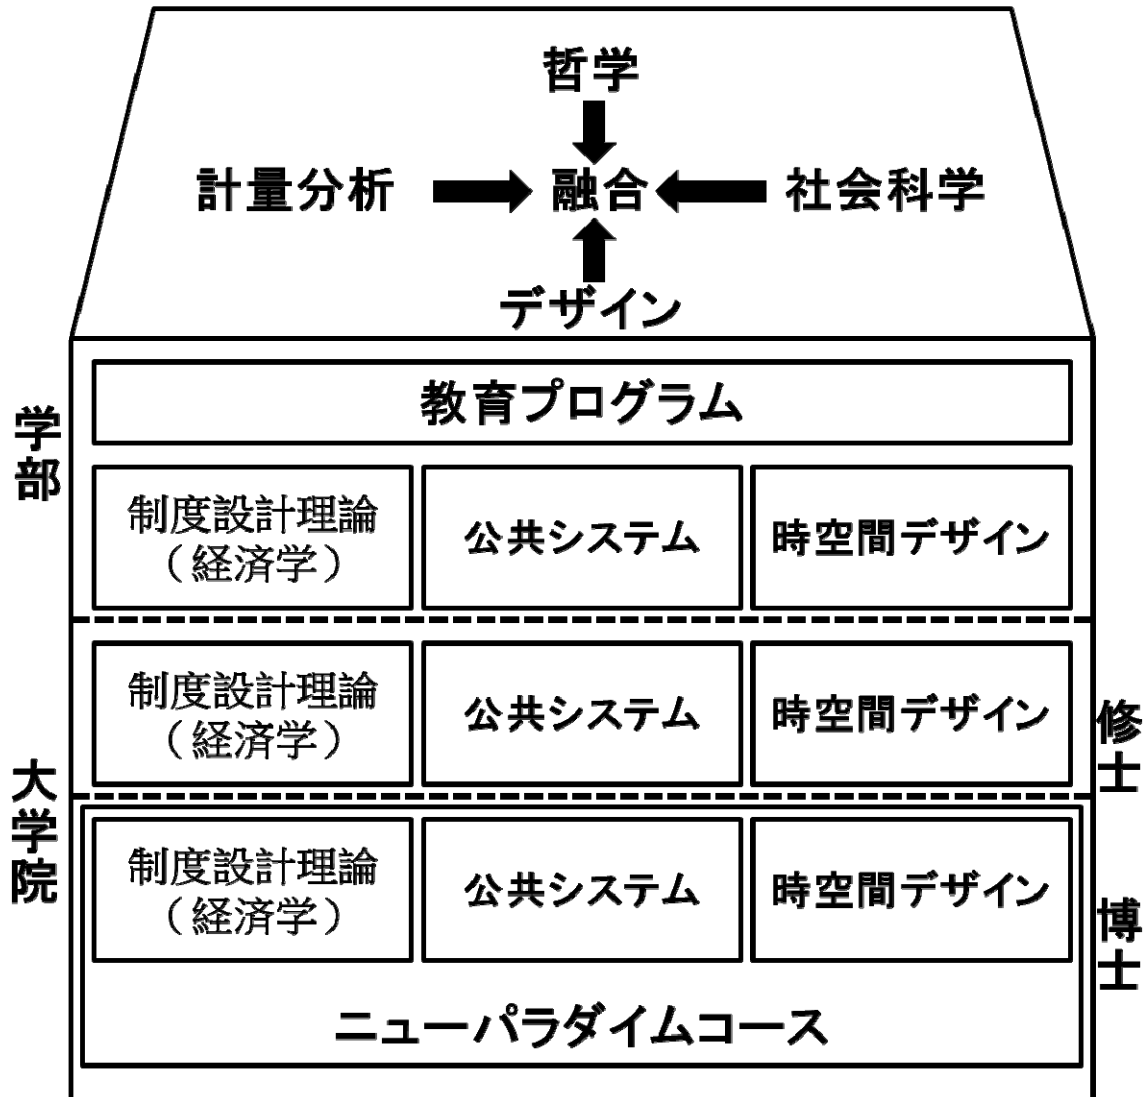 哲学
計量分析
融合
社会科学
デザイン
学部
教育プログラム
制度設計理論
（経済学）
公共システム
時空間デザイン
大学院
修士
制度設計理論
（経済学）
公共システム
時空間デザイン
博士
制度設計理論
（経済学）
公共システム
時空間デザイン
ニューパラダイムコース